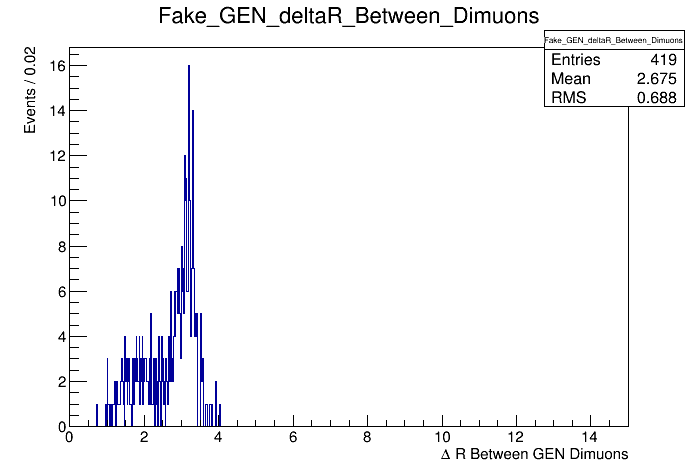 Fake_GEN_deltaR_Between_Dimuons
Fake_GEN_deltaR_Between_Dimuons
Entries 419
Mean 2.675
RMS 0.688
Events / 0.02
16
14
12
10
8
6
4
2
0
0 2 4 6 8 10 12 14
Δ R Between GEN Dimuons